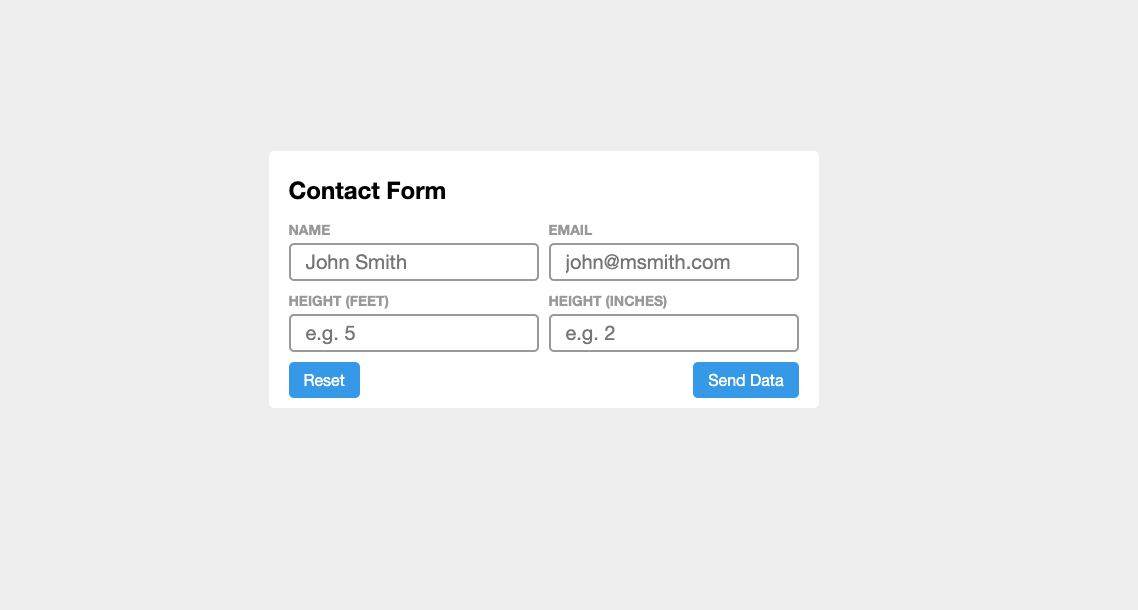 Contact Form
NAME EMAIL
John Smith john@msmith.com
HEIGHT (FEET) HEIGHT (INCHES)
e.g. 5 e.g. 2
Reset Send Data